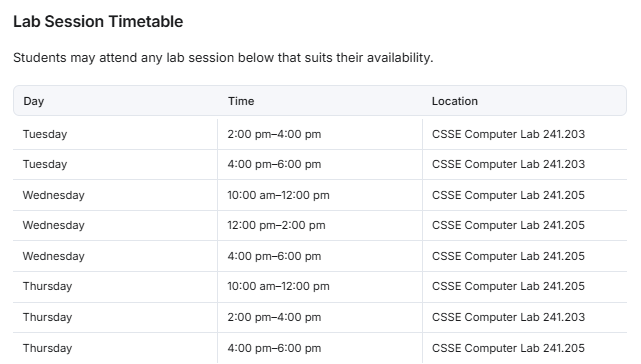 Lab Session Timetable
Students may attend any lab session below that suits their availability.
Day Time Location
Tuesday 2:00 pm–4:00 pm CSSE Computer Lab 241.203
Tuesday 4:00 pm–6:00 pm CSSE Computer Lab 241.203
Wednesday 10:00 am–12:00 pm CSSE Computer Lab 241.205
Wednesday 12:00 pm–2:00 pm CSSE Computer Lab 241.205
Wednesday 4:00 pm–6:00 pm CSSE Computer Lab 241.205
Thursday 10:00 am–12:00 pm CSSE Computer Lab 241.205
Thursday 2:00 pm–4:00 pm CSSE Computer Lab 241.203
Thursday 4:00 pm–6:00 pm CSSE Computer Lab 241.205